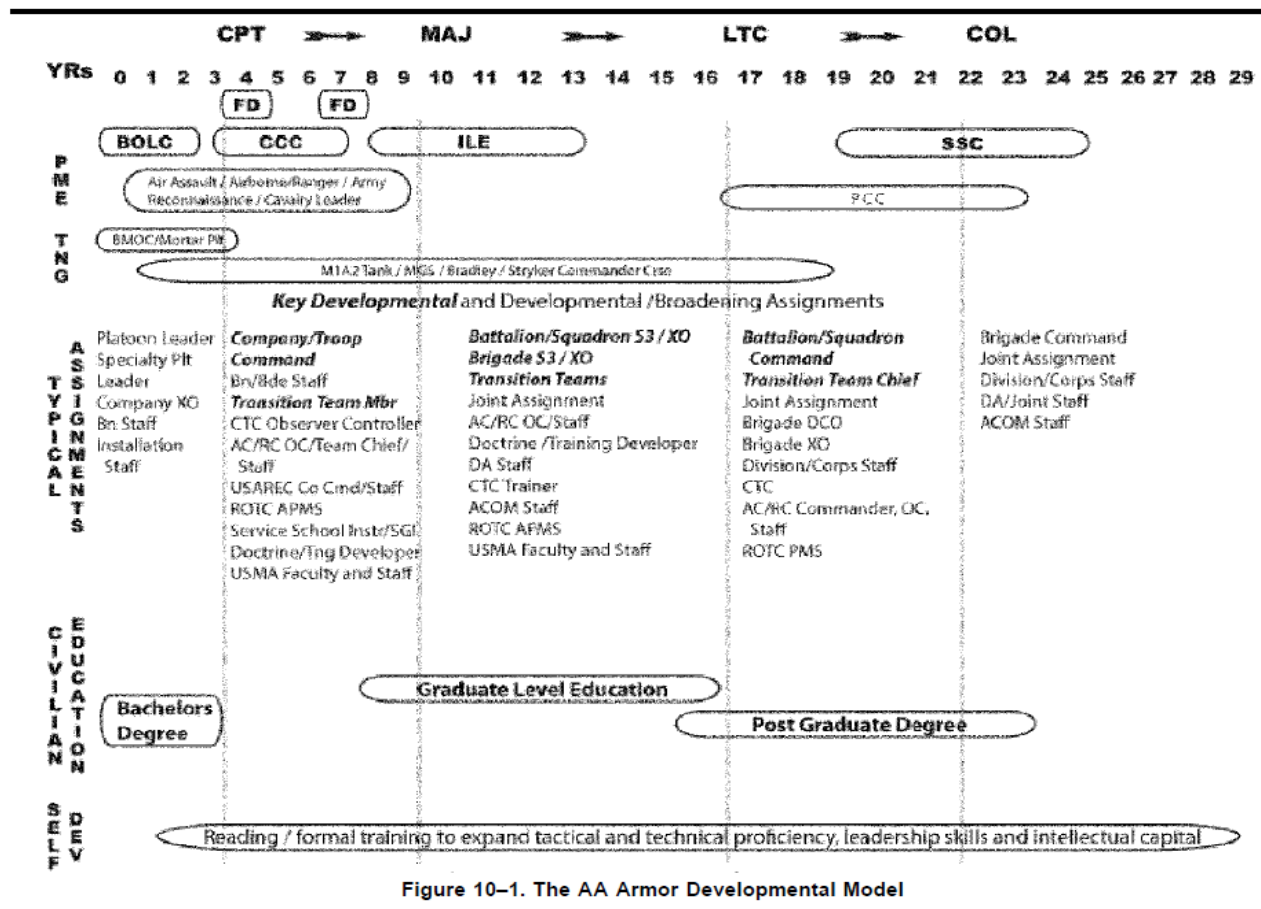 CPT MAJ LTC COL
YRs 0 1 2 3 4 5 6 7 8 9 10 11 12 13 14 15 16 17 18 19 20 21 22 23 24 25 26 27 28 29
FD FD
BOLC CCC ILE SSC
PME
Air Assault / Airborne/Ranger / Army
Reconnaissance / Cavalry Leader
PCC
TNG
BMOC/Mortar Plt
M1A2 Tank / MGS / Bradley / Stryker Commander Crse
Key Developmental and Developmental /Broadening Assignments
TYPICAL
ASSIGNMENTS
Platoon Leader
Specialty Plt
Leader
Company XO
Bn Staff
Installation
Staff
Company/Troop
Command
Bn/Bde Staff
Transition Team Mbr
CTC Observer Controller
AC/RC OC/Team Chief/
Staff
USAREC Co Cmd/Staff
ROTC APMS
Service School Instr/SGL
Doctrine/Tng Developer
USMA Faculty and Staff
Battalion/Squadron S3 / XO
Brigade S3 / XO
Transition Teams
Joint Assignment
AC/RC OC/Staff
Doctrine /Training Developer
DA Staff
CTC Trainer
ACOM Staff
ROTC APMS
USMA Faculty and Staff
Battalion/Squadron
Command
Transition Team Chief
Joint Assignment
Brigade DCO
Brigade XO
Division/Corps Staff
CTC
AC/RC Commander, OC,
Staff
ROTC PMS
Brigade Command
Joint Assignment
Division/Corps Staff
DA/Joint Staff
ACOM Staff
CIVILIAN
EDUCATION
Bachelors
Degree
Graduate Level Education
Post Graduate Degree
SELF
DEV
Reading / formal training to expand tactical and technical proficiency, leadership skills and intellectual capital
Figure 10–1. The AA Armor Developmental Model